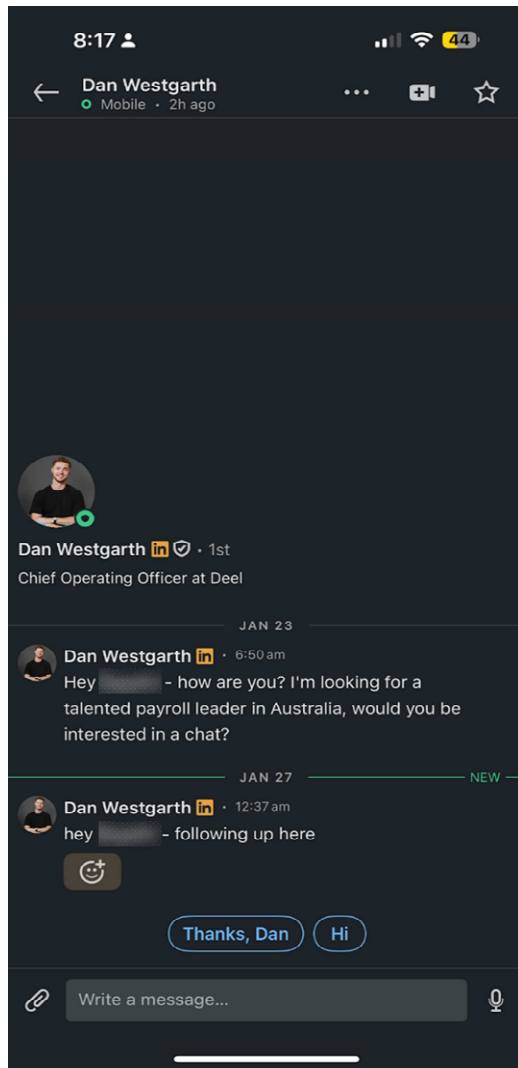 8:17
44
Dan Westgarth
Mobile • 2h ago
Dan Westgarth in · 1st
Chief Operating Officer at Deel
JAN 23
Dan Westgarth in · 6:50 am
Hey - how are you? I'm looking for a
talented payroll leader in Australia, would you be
interested in a chat?
JAN 27
NEW
Dan Westgarth in · 12:37 am
hey - following up here
Thanks, Dan
Hi
Write a message...